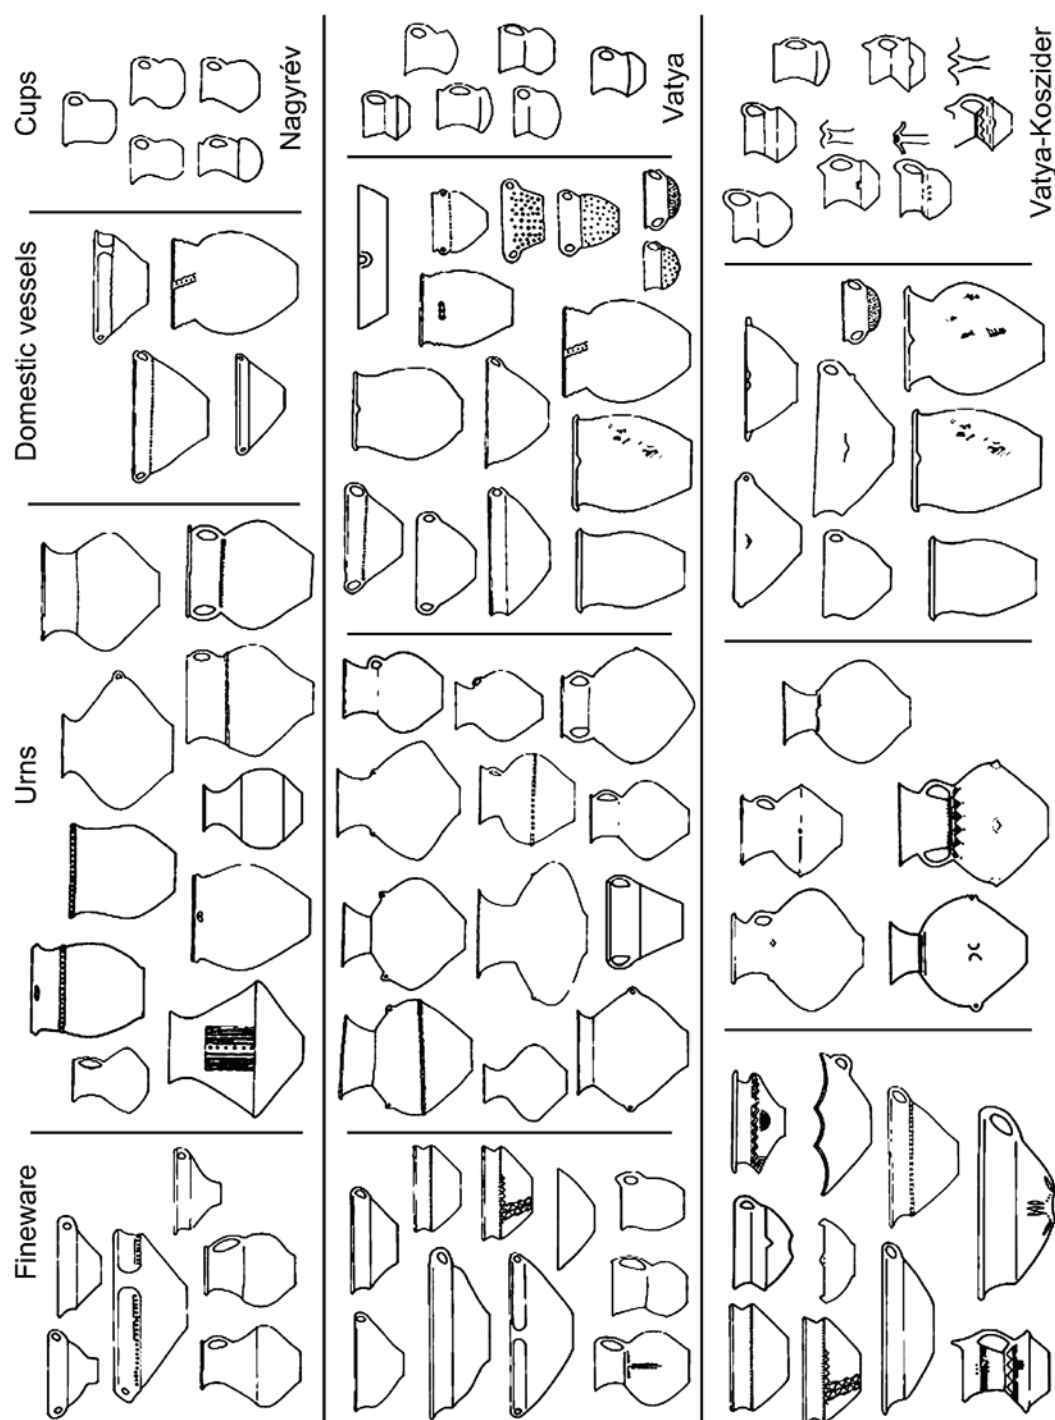 Cups
Domestic vessels
Urns
Fineware
Nagyrév
Vatya
Vatya-Koszider